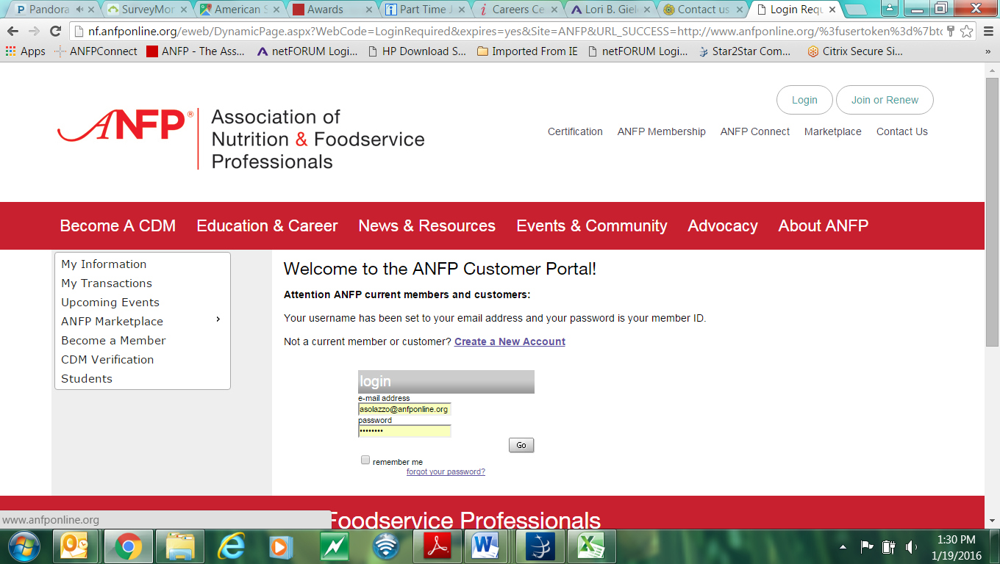 Pandora
SurveyMor
American S
Awards
Part Time J
Careers Ce
Lori B. Giel
Contact us
Login Requ
nf.anfponline.org/eweb/DynamicPage.aspx?WebCode=LoginRequired&expires=yes&Site=ANFP&URL_SUCCESS=http://www.anfponline.org/%3fusertoken%3d%7btc
Apps ANFPConnect ANFP - The Ass... netFORUM Logi... HP Download S... Imported From IE netFORUM Logi... Star2Star Com... Citrix Secure Si... »
Login Join or Renew
ANFP® Association of
Nutrition & Foodservice
Professionals
Certification ANFP Membership ANFP Connect Marketplace Contact Us
Become A CDM Education & Career News & Resources Events & Community Advocacy About ANFP
My Information
My Transactions
Upcoming Events
ANFP Marketplace
Become a Member
CDM Verification
Students
Welcome to the ANFP Customer Portal!
Attention ANFP current members and customers:
Your username has been set to your email address and your password is your member ID.
Not a current member or customer? Create a New Account
login
e-mail address
asolazzo@anfponline.org
password
••••••••
Go
remember me
forgot your password?
Foodservice Professionals
www.anfponline.org
1:30 PM
1/19/2016